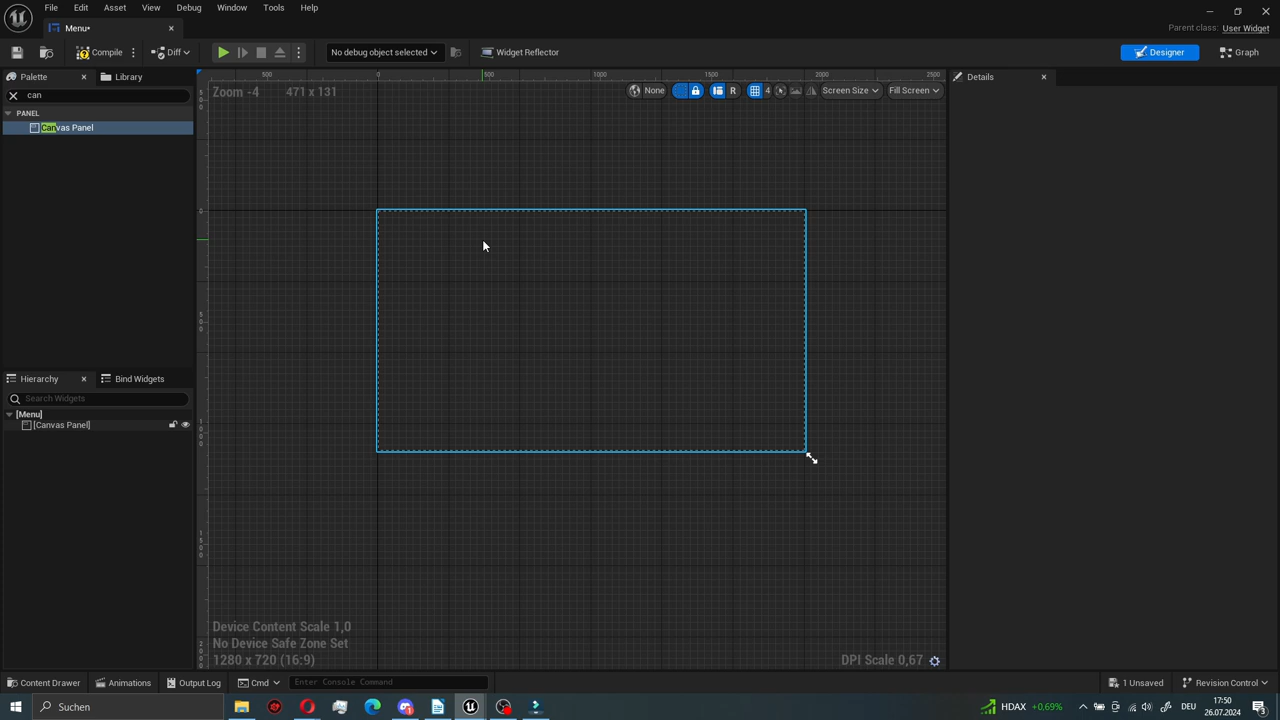 File Edit Asset View Debug Window Tools Help
Menu•
Parent class: User Widget
Compile Diff No debug object selected Widget Reflector Designer Graph
Palette Library Details
can
PANEL
Canvas Panel
500 0 500 1000 1500 2000 2500
Zoom -4 471 x 131 None R 4 Screen Size Fill Screen
Hierarchy Bind Widgets
Search Widgets
[Menu]
[Canvas Panel]
Device Content Scale 1,0
No Device Safe Zone Set
1280 x 720 (16:9)
DPI Scale 0,67
Content Drawer Animations Output Log Cmd Enter Console Command 1 Unsaved Revision Control
Suchen HDAX +0,69% DEU 17:50
26.07.2024